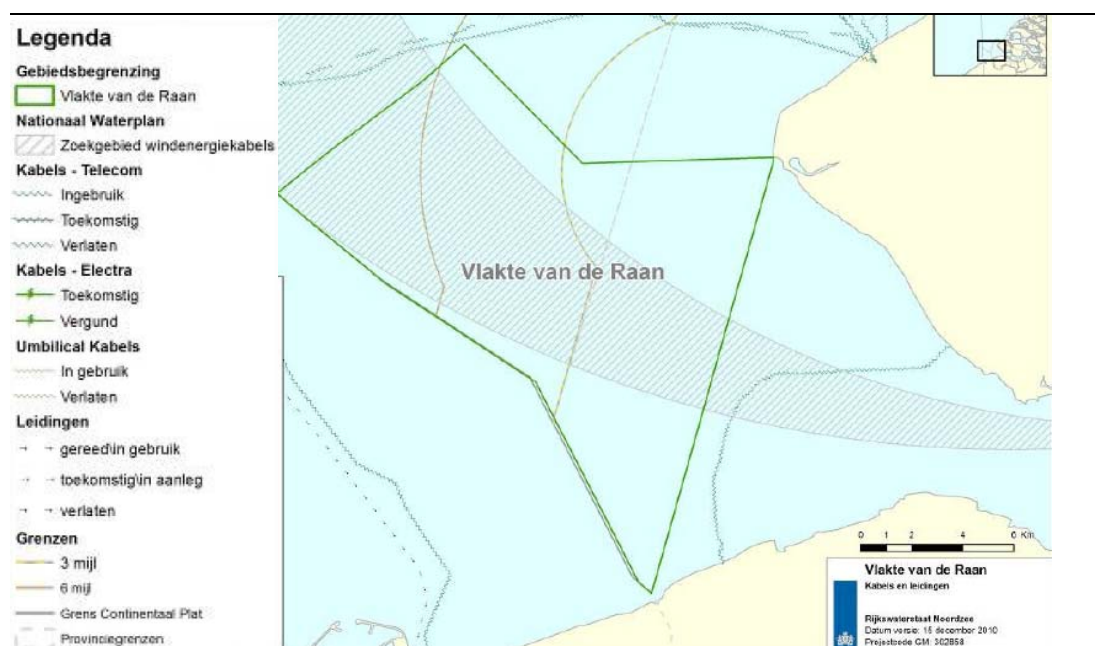 Legenda
Gebiedsbegrenzing
Vlakte van de Raan
Nationaal Waterplan
Zoekgebied windenergiekabels
Kabels - Telecom
Ingebruik
Toekomstig
Verlaten
Kabels - Electra
Toekomstig
Vergund
Umbilical Kabels
In gebruik
Verlaten
Leidingen
gereed\in gebruik
toekomstig\in aanleg
verlaten
Grenzen
3 mijl
6 mijl
Grens Continentaal Plat
Provinciegrenzen
Vlakte van de Raan
0 1 2 4 6 Km
Vlakte van de Raan
Kabels en leidingen
Rijkswaterstaat Noordzee
Datum versie: 15 december 2010
Projectcode GM: 302858